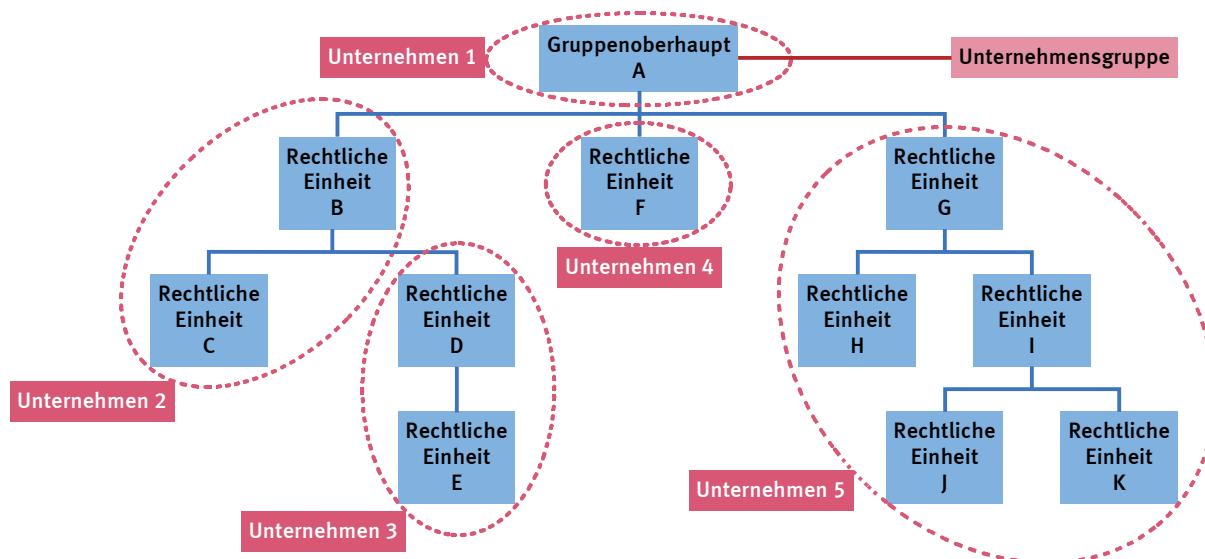 Gruppenoberhaupt
A
Unternehmen 1
Unternehmensgruppe
Rechtliche
Einheit
B
Rechtliche
Einheit
F
Rechtliche
Einheit
G
Unternehmen 4
Rechtliche
Einheit
C
Rechtliche
Einheit
D
Rechtliche
Einheit
H
Rechtliche
Einheit
I
Unternehmen 2
Rechtliche
Einheit
E
Rechtliche
Einheit
J
Rechtliche
Einheit
K
Unternehmen 5
Unternehmen 3